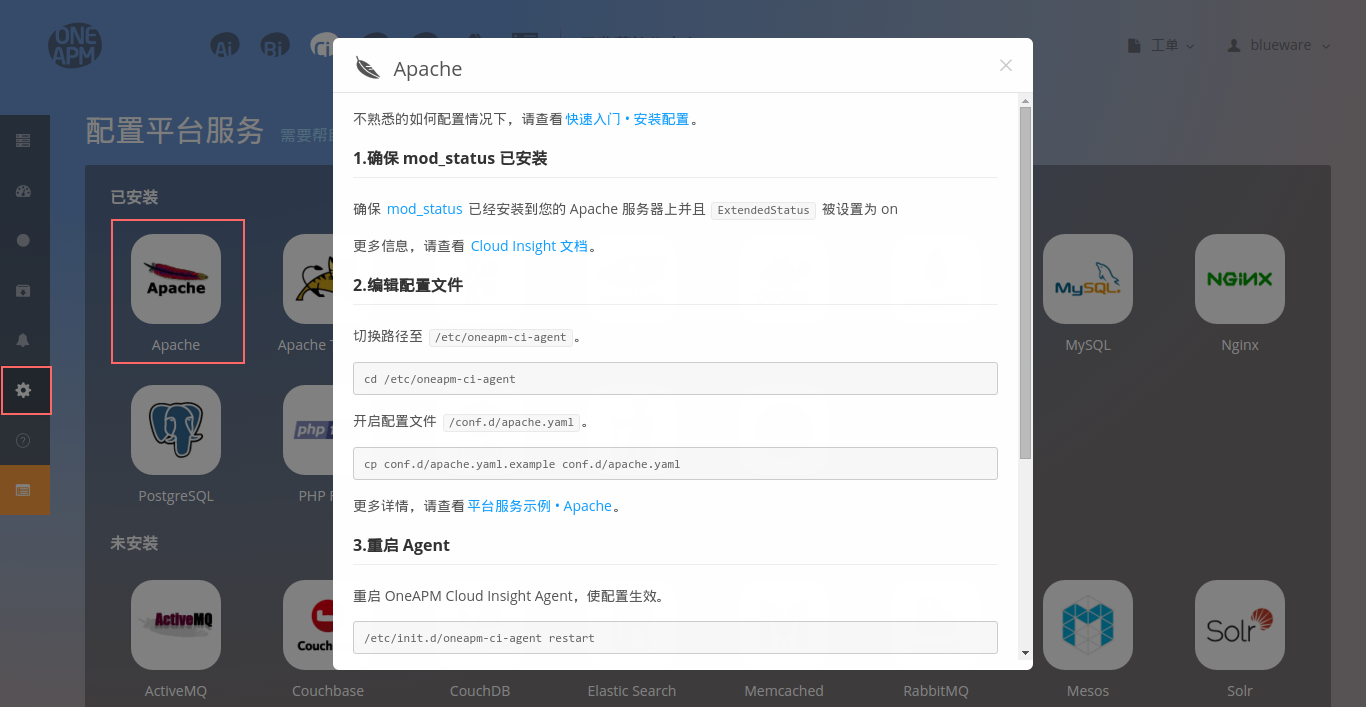 ONE
APM
Ai
Bi
Ci
工单
blueware
配置平台服务
需要帮
已安装
Apache
Apache
Apache
MySQL
MySQL
NGINX
Nginx
PostgreSQL
php
PHP
未安装
ActiveMQ
ActiveMQ
Couch
Couchbase
CouchDB
Elastic Search
Memcached
RabbitMQ
Mesos
Solr
Solr
Apache
不熟悉的如何配置情况下，请查看快速入门 • 安装配置。
1.确保 mod_status 已安装
确保 mod_status 已经安装到您的 Apache 服务器上并且 ExtendedStatus 被设置为 on
更多信息，请查看 Cloud Insight 文档。
2.编辑配置文件
切换路径至 /etc/oneapm-ci-agent 。
cd /etc/oneapm-ci-agent
开启配置文件 /conf.d/apache.yaml 。
cp conf.d/apache.yaml.example conf.d/apache.yaml
更多详情，请查看平台服务示例 • Apache。
3.重启 Agent
重启 OneAPM Cloud Insight Agent，使配置生效。
/etc/init.d/oneapm-ci-agent restart